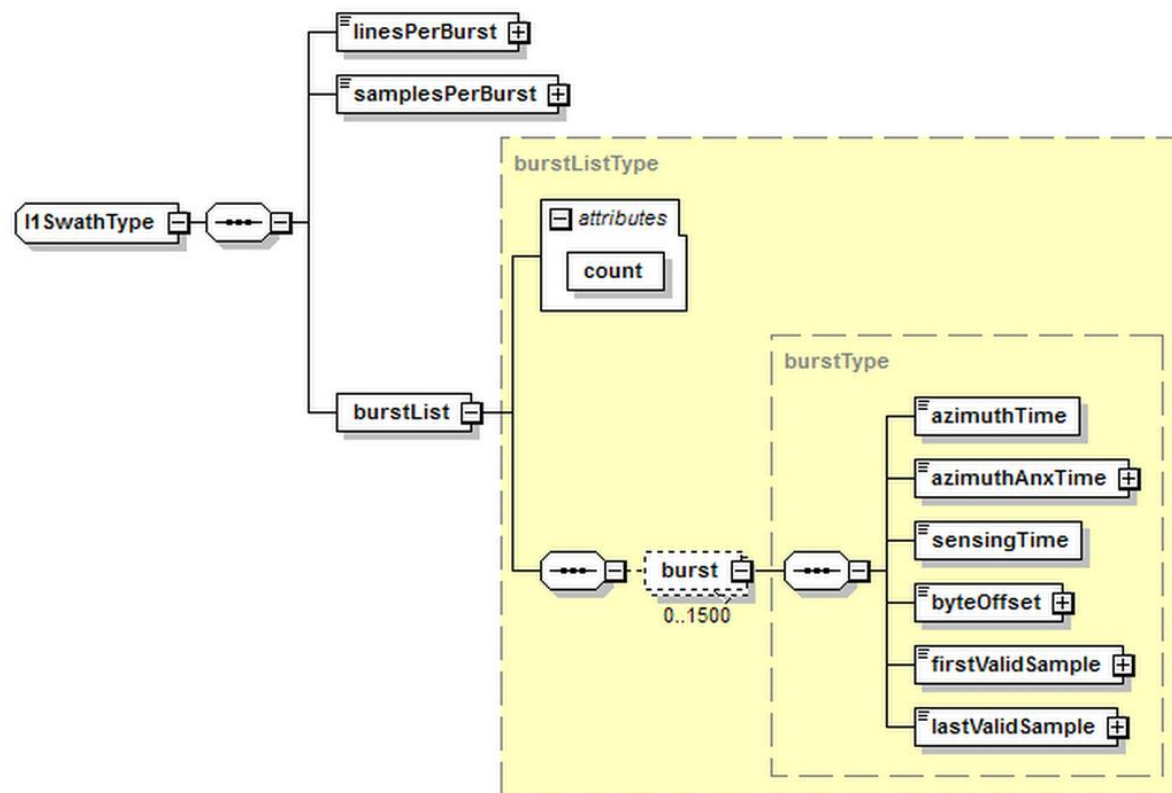 linesPerBurst
samplesPerBurst
burstListType
l1SwathType
attributes
count
burstType
burstList
azimuthTime
azimuthAnxTime
sensingTime
burst
0..1500
byteOffset
firstValidSample
lastValidSample